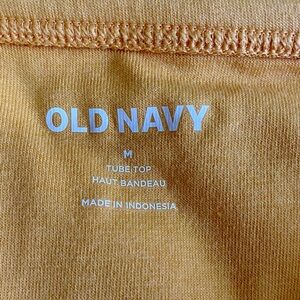 OLD NAVY
M
TUBE TOP
HAUT BANDEAU
MADE IN INDONESIA